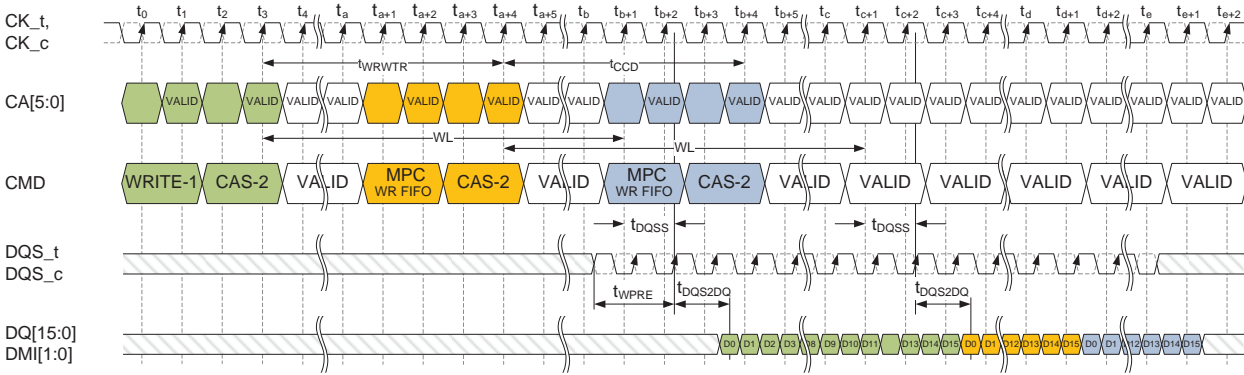 t0 t1 t2 t3 t4 ta ta+1 ta+2 ta+3 ta+4 ta+5 tb tb+1 tb+2 tb+3 tb+4 tb+5 tc tc+1 tc+2 tc+3 tc+4 td td+1 td+2 te te+1 te+2
CK_t,
CK_c
tWRWTR tCCD
CA[5:0] VALID VALID VALID VALID VALID VALID VALID VALID VALID VALID VALID VALID VALID VALID VALID VALID VALID VALID VALID VALID VALID VALID
WL WL
CMD WRITE-1 CAS-2 VALID MPC WR FIFO CAS-2 VALID MPC WR FIFO CAS-2 VALID VALID VALID VALID VALID VALID
tDQSS tDQSS
DQS_t
DQS_c
tWPRE tDQS2DQ tDQS2DQ
DQ[15:0] D0 D1 D2 D3 D8 D9 D10 D11 D13 D14 D15 D0 D1 D12 D13 D14 D15 D0 D1 D12 D13 D14 D15
DMI[1:0]